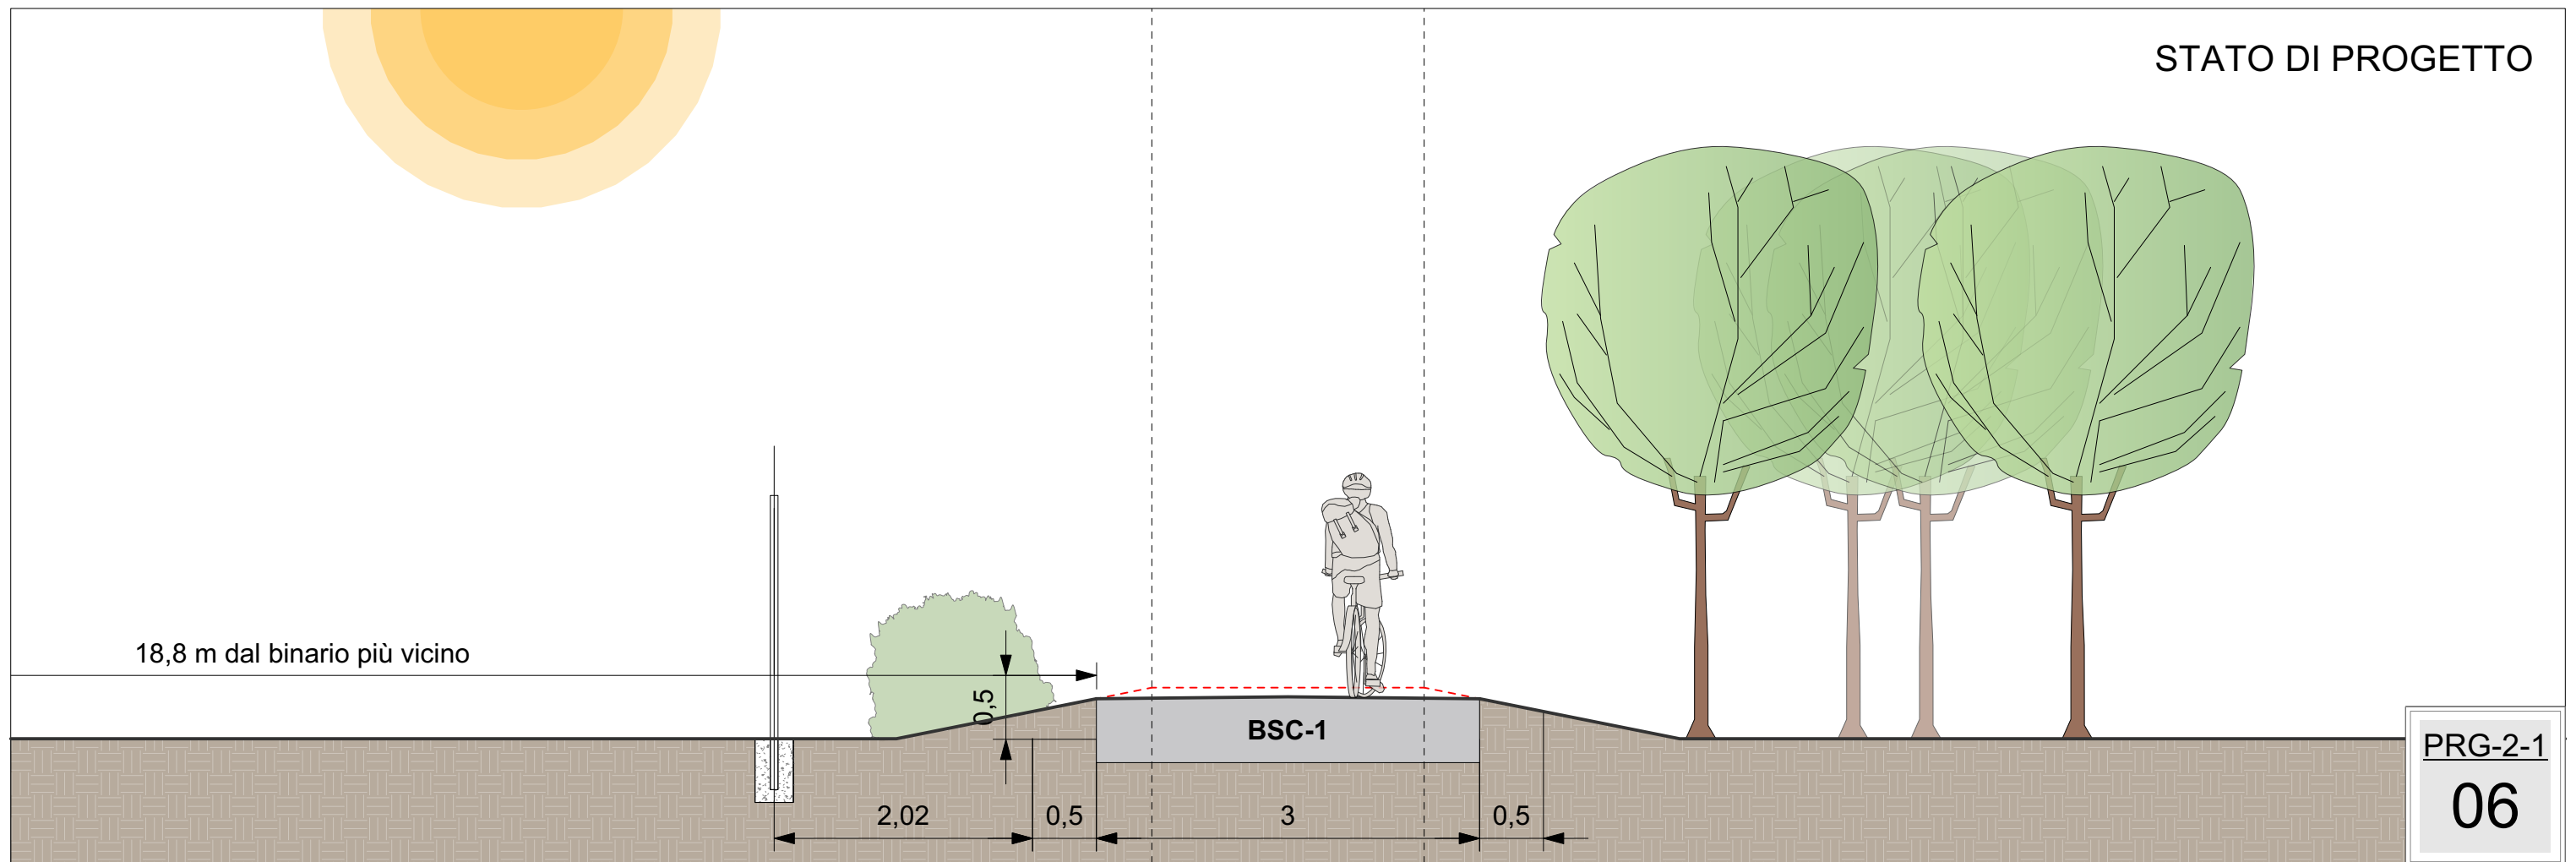 STATO DI PROGETTO
18,8 m dal binario più vicino
0,5
BSC-1
2,02
0,5
3
0,5
PRG-2-1
06